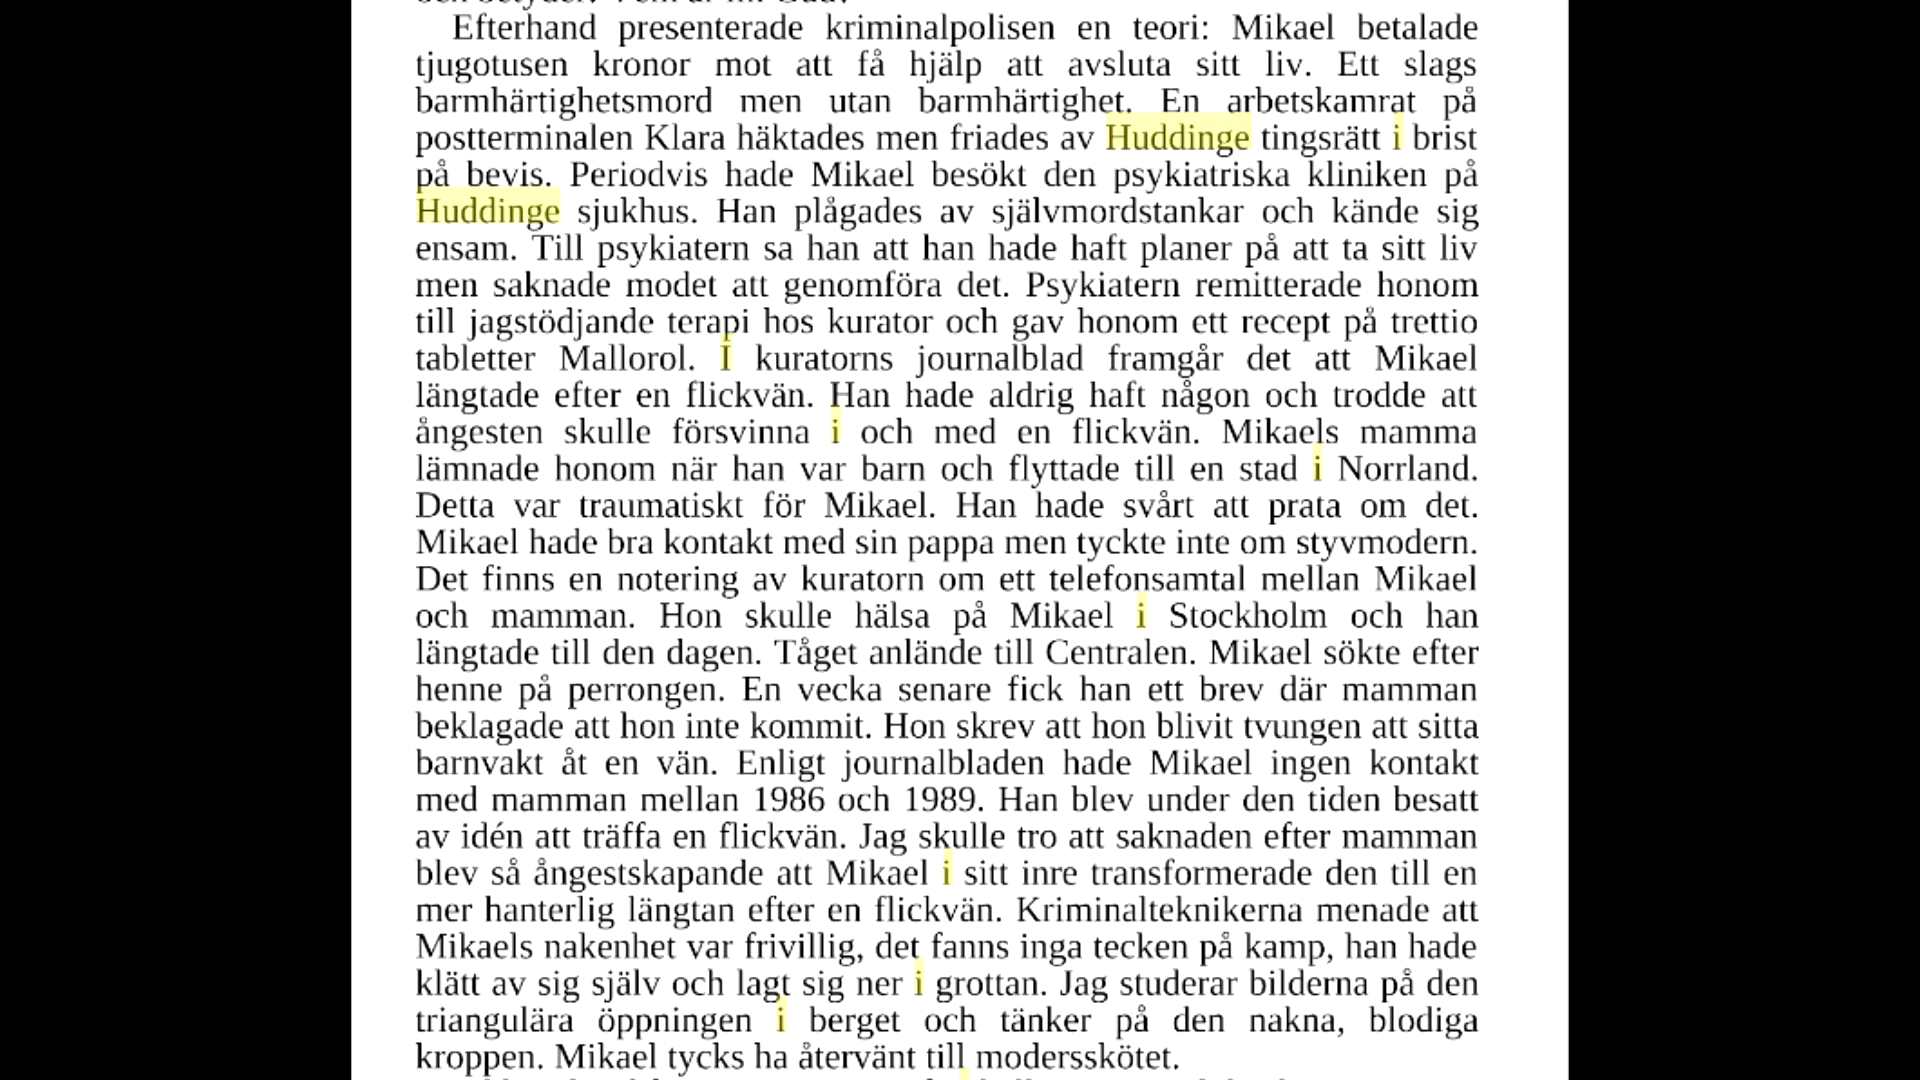 Efterhand presenterade kriminalpolisen en teori: Mikael betalade
tjugotusen kronor mot att få hjälp att avsluta sitt liv. Ett slags
barmhärtighetsmord men utan barmhärtighet. En arbetskamrat på
postterminalen Klara häktades men friades av Huddinge tingsrätt i brist
på bevis. Periodvis hade Mikael besökt den psykiatriska kliniken på
Huddinge sjukhus. Han plågades av självmordstankar och kände sig
ensam. Till psykiatern sa han att han hade haft planer på att ta sitt liv
men saknade modet att genomföra det. Psykiatern remitterade honom
till jagstödjande terapi hos kurator och gav honom ett recept på trettio
tabletter Mallorol. I kuratorns journalblad framgår det att Mikael
längtade efter en flickvän. Han hade aldrig haft någon och trodde att
ångesten skulle försvinna i och med en flickvän. Mikaels mamma
lämnade honom när han var barn och flyttade till en stad i Norrland.
Detta var traumatiskt för Mikael. Han hade svårt att prata om det.
Mikael hade bra kontakt med sin pappa men tyckte inte om styvmodern.
Det finns en notering av kuratorn om ett telefonsamtal mellan Mikael
och mamman. Hon skulle hälsa på Mikael i Stockholm och han
längtade till den dagen. Tåget anlände till Centralen. Mikael sökte efter
henne på perrongen. En vecka senare fick han ett brev där mamman
beklagade att hon inte kommit. Hon skrev att hon blivit tvungen att sitta
barnvakt åt en vän. Enligt journalbladen hade Mikael ingen kontakt
med mamman mellan 1986 och 1989. Han blev under den tiden besatt
av idén att träffa en flickvän. Jag skulle tro att saknaden efter mamman
blev så ångestskapande att Mikael i sitt inre transformerade den till en
mer hanterlig längtan efter en flickvän. Kriminalteknikerna menade att
Mikaels nakenhet var frivillig, det fanns inga tecken på kamp, han hade
klätt av sig själv och lagt sig ner i grottan. Jag studerar bilderna på den
triangulära öppningen i berget och tänker på den nakna, blodiga
kroppen. Mikael tycks ha återvänt till modersskötet.